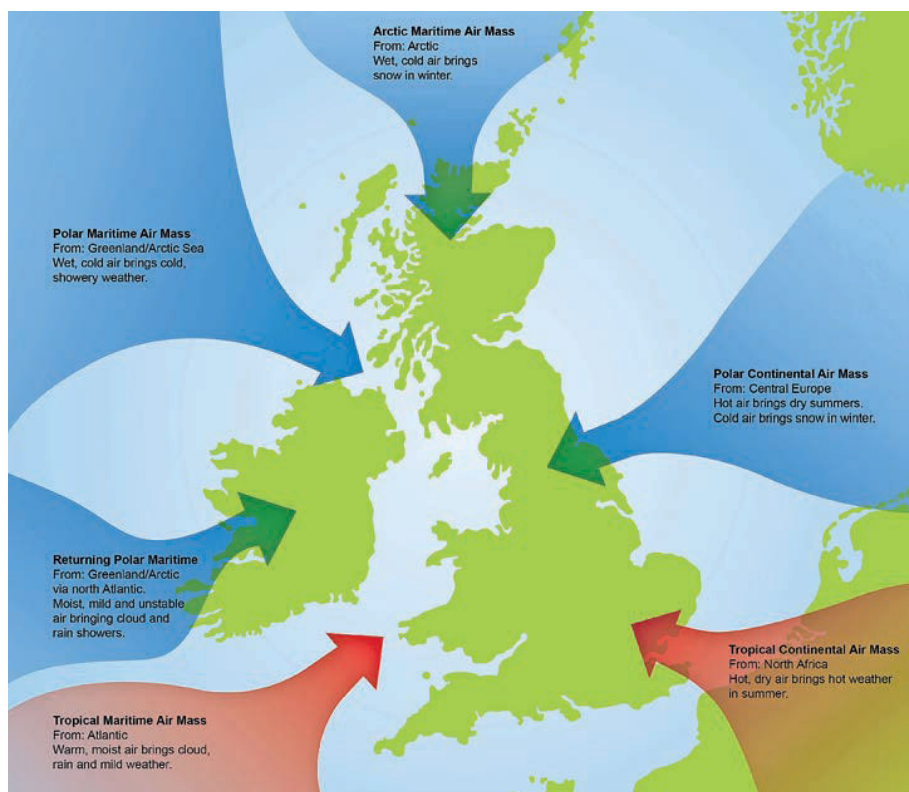 Arctic Maritime Air Mass
From: Arctic
Wet, cold air brings
snow in winter.
Polar Maritime Air Mass
From: Greenland/Arctic Sea
Wet, cold air brings cold,
showery weather.
Polar Continental Air Mass
From: Central Europe
Hot air brings dry summers.
Cold air brings snow in winter.
Returning Polar Maritime
From: Greenland/Arctic
via north Atlantic.
Moist, mild and unstable
air bringing cloud and
rain showers.
Tropical Continental Air Mass
From: North Africa
Hot, dry air brings hot weather
in summer.
Tropical Maritime Air Mass
From: Atlantic
Warm, moist air brings cloud,
rain and mild weather.